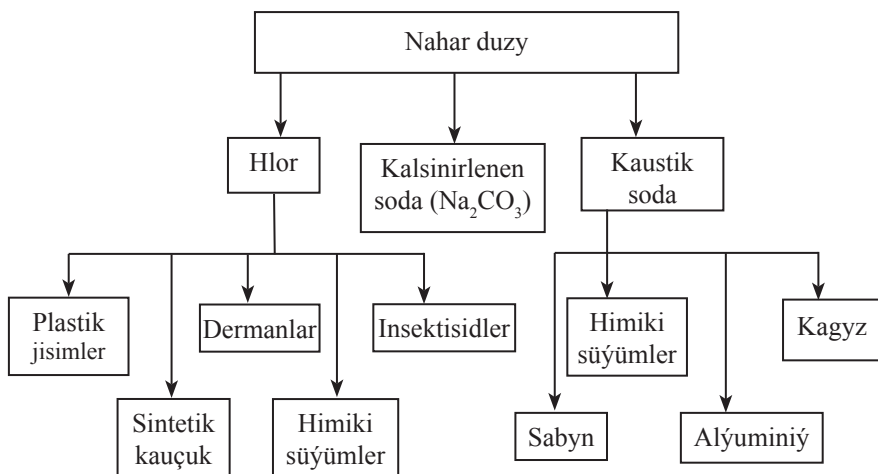 Nahar duzy
Hlor
Kalsinirlenen
soda (Na₂CO₃)
Kaustik
soda
Plastik
jisimler
Dermanlar
Insektisidler
Himiki
süýümler
Kagyz
Sintetik
kauçuk
Himiki
süýümler
Sabyn
Alýuminiý